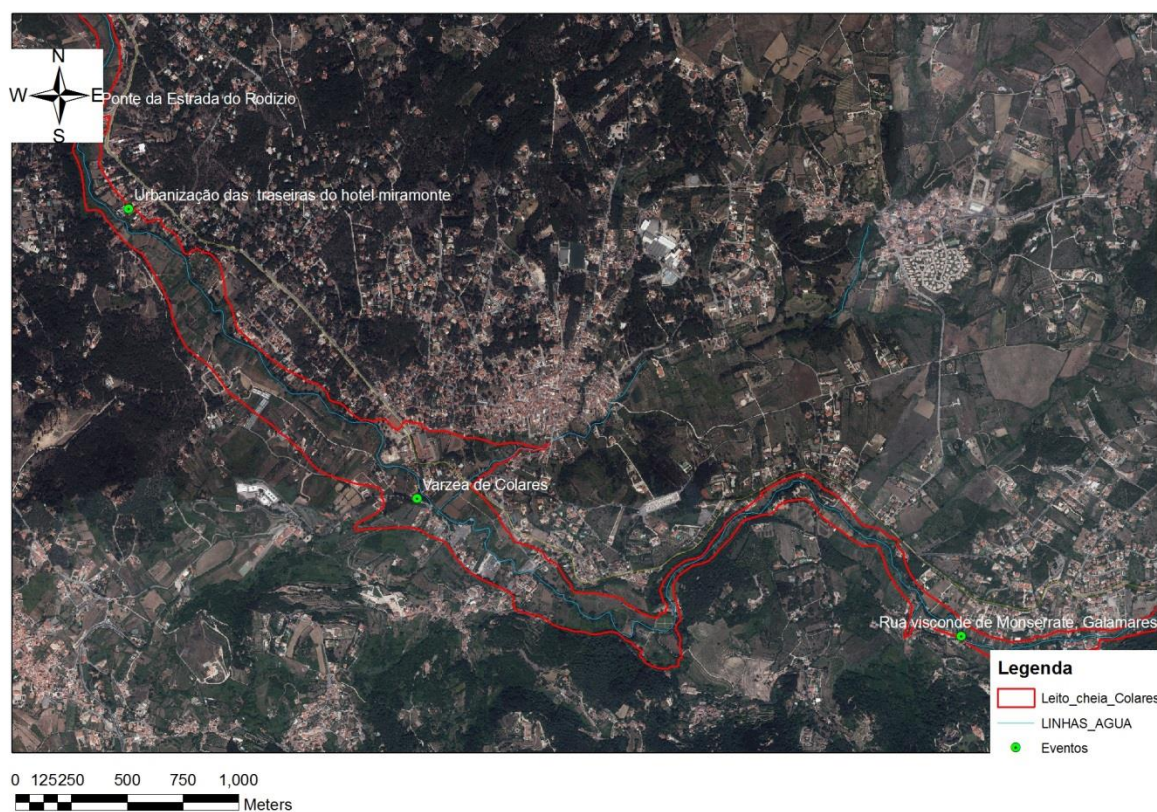 N
W E
S
Ponte da Estrada do Rodizio
Urbanização das traseiras do hotel miramonte
Varzea de Colares
Rua visconde de Monserrate, Galamares
Legenda
Leito_cheia_Colares
LINHAS_AGUA
Eventos
0 125250 500 750 1,000
Meters